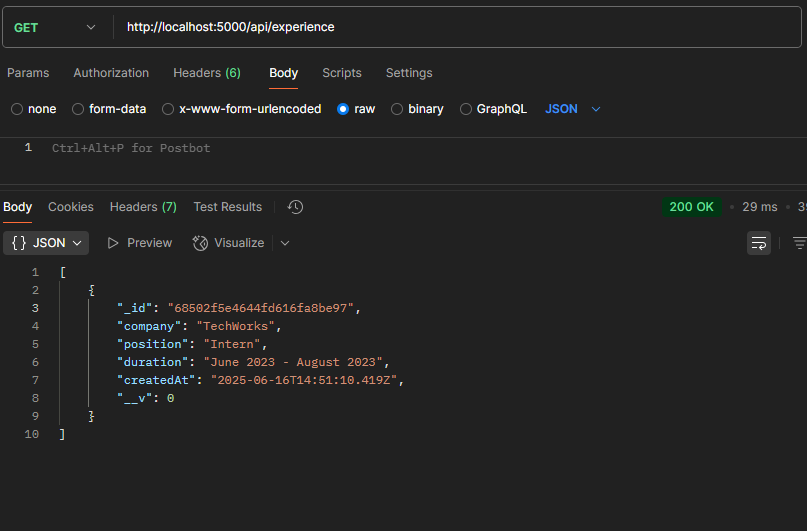 GET http://localhost:5000/api/experience
Params Authorization Headers (6) Body Scripts Settings
none form-data x-www-form-urlencoded raw binary GraphQL JSON
1 Ctrl+Alt+P for Postbot
Body Cookies Headers (7) Test Results 200 OK • 29 ms •
{} JSON Preview Visualize
1 [
2 {
3 "_id": "68502f5e4644fd616fa8be97",
4 "company": "TechWorks",
5 "position": "Intern",
6 "duration": "June 2023 - August 2023",
7 "createdAt": "2025-06-16T14:51:10.419Z",
8 "__v": 0
9 }
10 ]